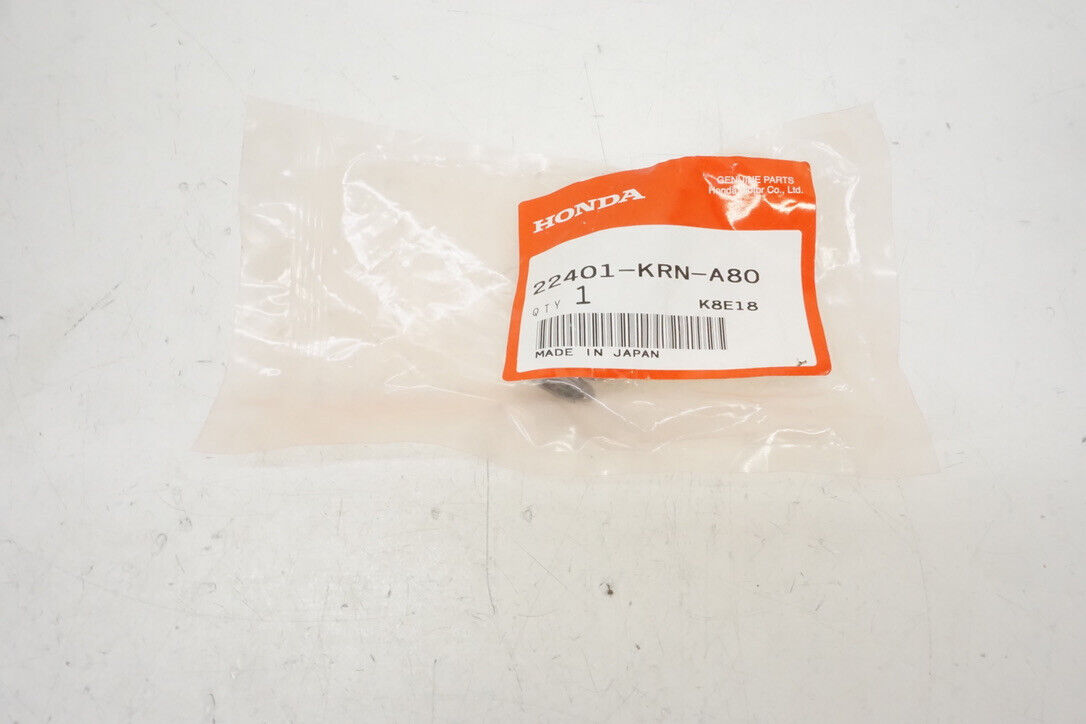 GENUINE PARTS
Honda Motor Co., Ltd.
HONDA
22401-KRN-A80
QTY 1 K8E18
MADE IN JAPAN